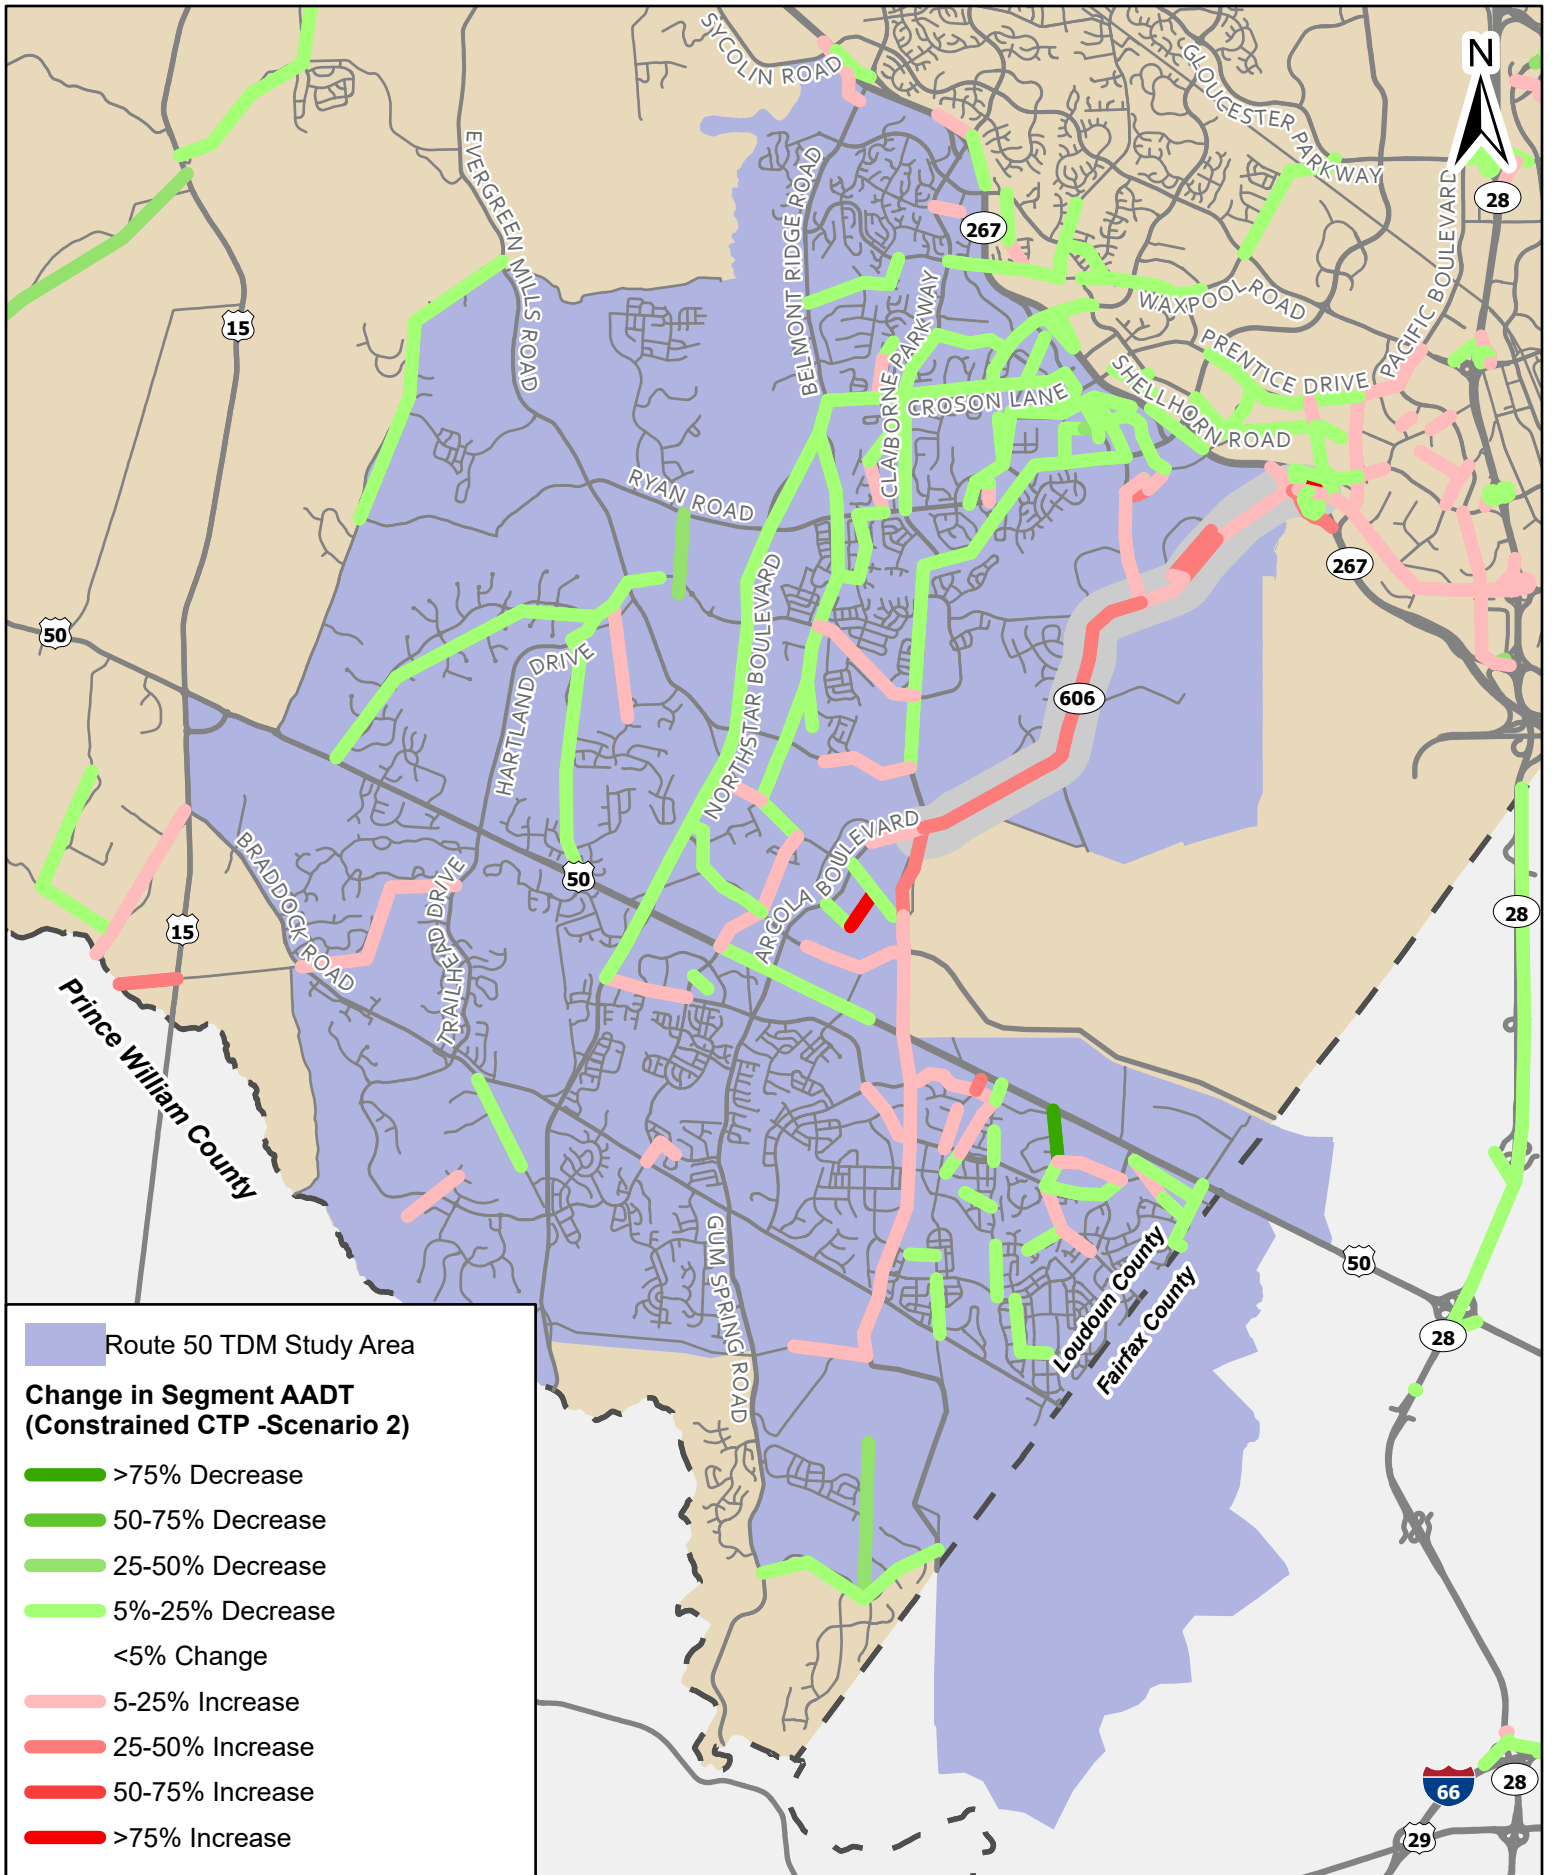 SYCOLIN ROAD
GLOUCESTER PARKWAY
N
EVERGREEN MILLS ROAD
BELMONT RIDGE ROAD
PACIFIC BOULEVARD
28
267
15
CLAIBORNE PARKWAY
WAXPOOL ROAD
PRENTICE DRIVE
SHELLHORN ROAD
CROSON LANE
RYAN ROAD
267
50
HARTLAND DRIVE
NORTHSTAR BOULEVARD
606
ARCOLA BOULEVARD
BRADDOCK ROAD
TRAILHEAD DRIVE
50
28
15
Prince William County
GUM SPRING ROAD
Loudoun County
Fairfax County
50
28
Route 50 TDM Study Area
Change in Segment AADT
(Constrained CTP -Scenario 2)
>75% Decrease
50-75% Decrease
25-50% Decrease
5%-25% Decrease
<5% Change
5-25% Increase
25-50% Increase
50-75% Increase
>75% Increase
66
28
29